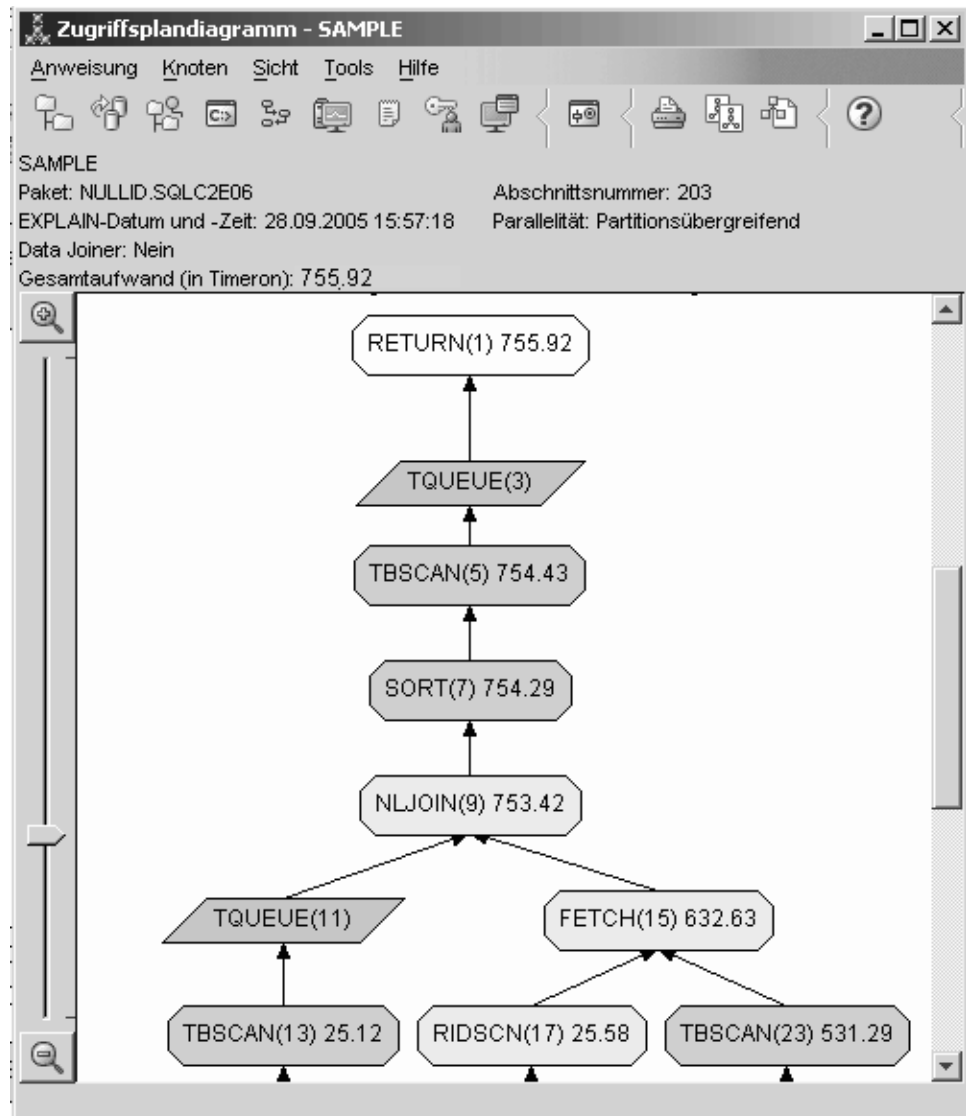 Zugriffsplandiagramm - SAMPLE
Anweisung Knoten Sicht Tools Hilfe
C:>
?
SAMPLE
Paket: NULLID.SQLC2E06 Abschnittsnummer: 203
EXPLAIN-Datum und -Zeit: 28.09.2005 15:57:18 Parallelität: Partitionsübergreifend
Data Joiner: Nein
Gesamtaufwand (in Timeron): 755.92
RETURN(1) 755.92
TQUEUE(3)
TBSCAN(5) 754.43
SORT(7) 754.29
NLJOIN(9) 753.42
TQUEUE(11) FETCH(15) 632.63
TBSCAN(13) 25.12 RIDSCN(17) 25.58 TBSCAN(23) 531.29